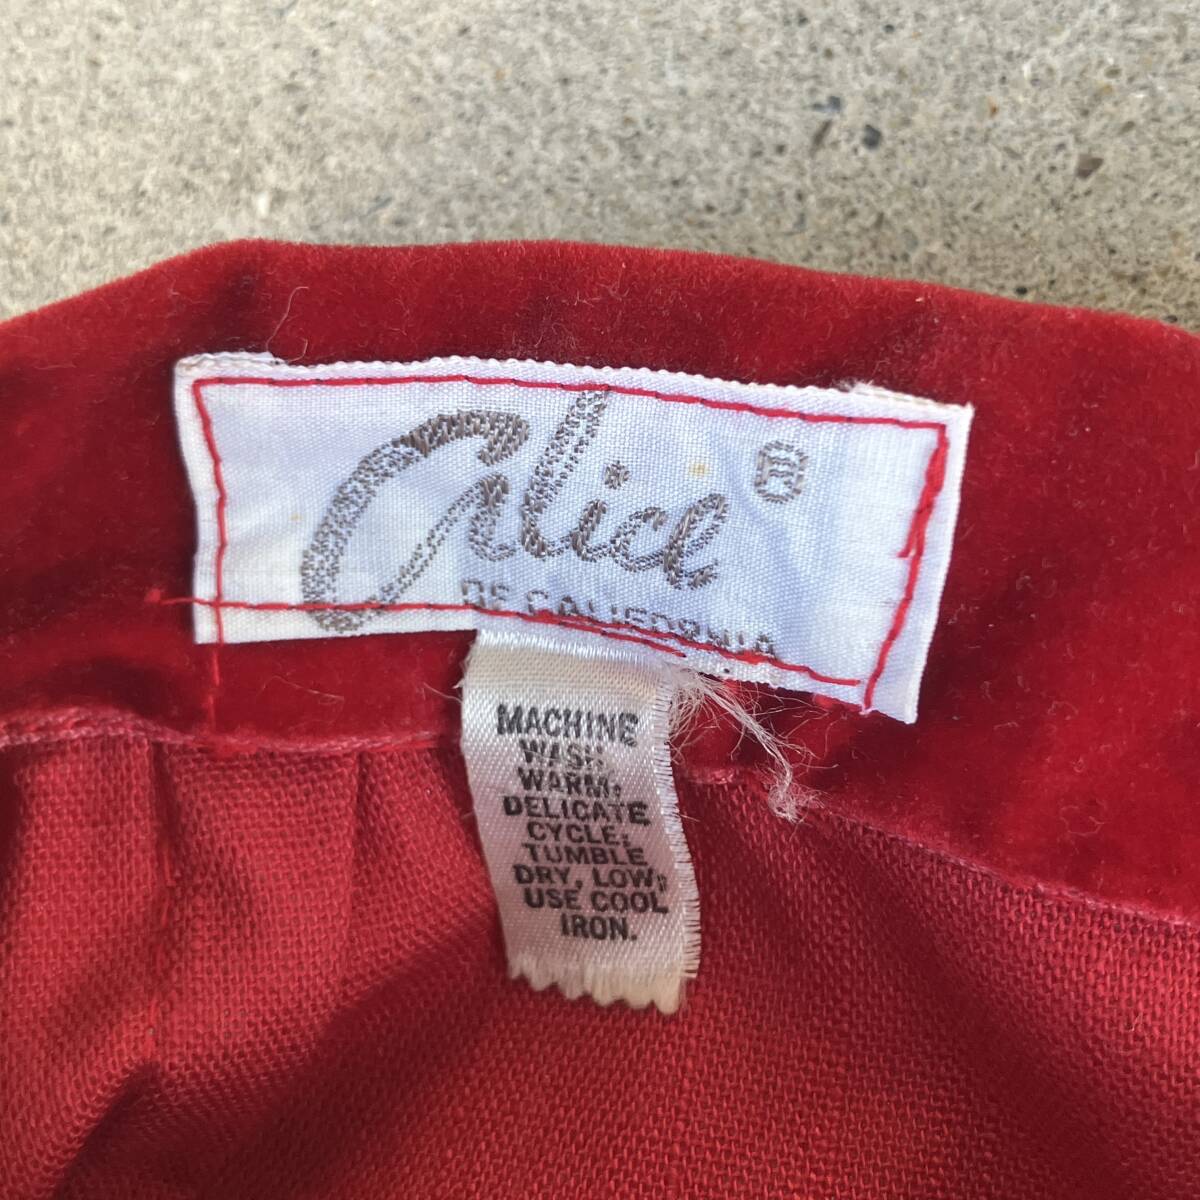 Alice ®
OF CALIFORNIA
MACHINE
WASH
WARM;
DELICATE
CYCLE;
TUMBLE
DRY, LOW;
USE COOL
IRON.